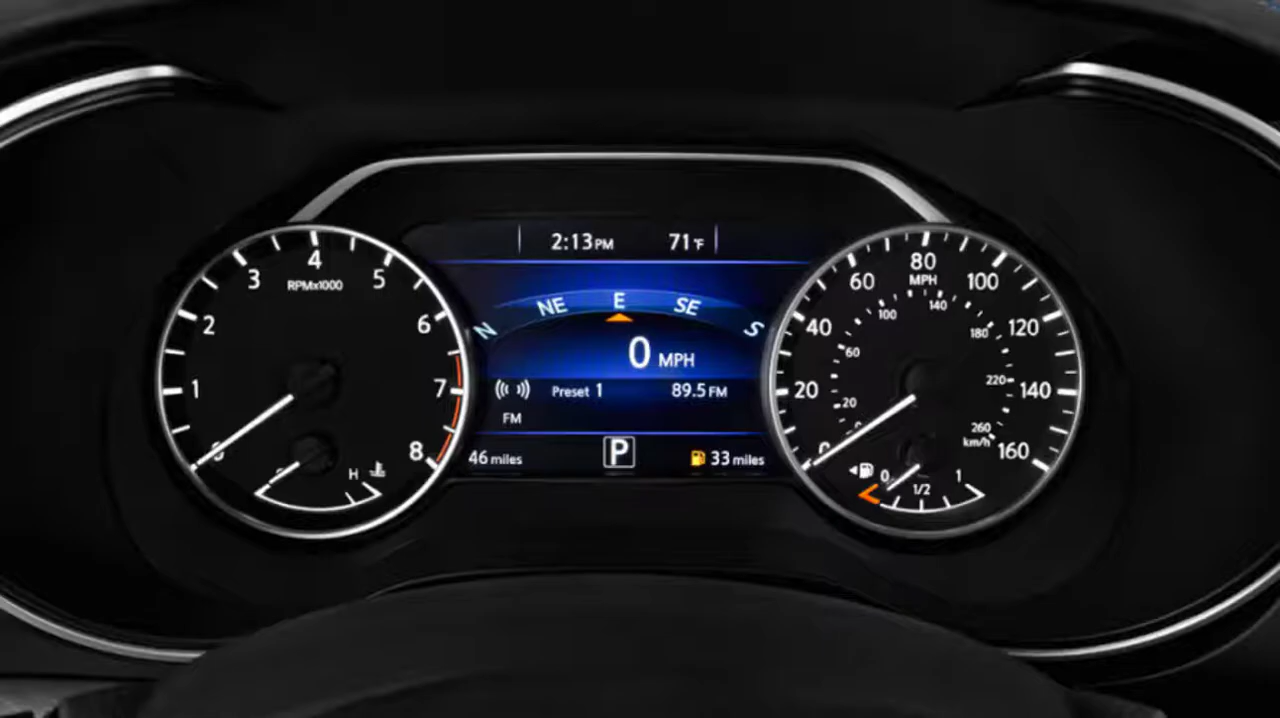 2:13PM 71°F
N NE E SE S
0 MPH
Preset 1 89.5FM
FM
46 miles P 33 miles
1 2 3 4 5 6 7 8
RPMx1000
H
0 20 40 60 80 100 120 140 160
MPH
20 60 100 140 180 220 260
km/h
0 1/2 1